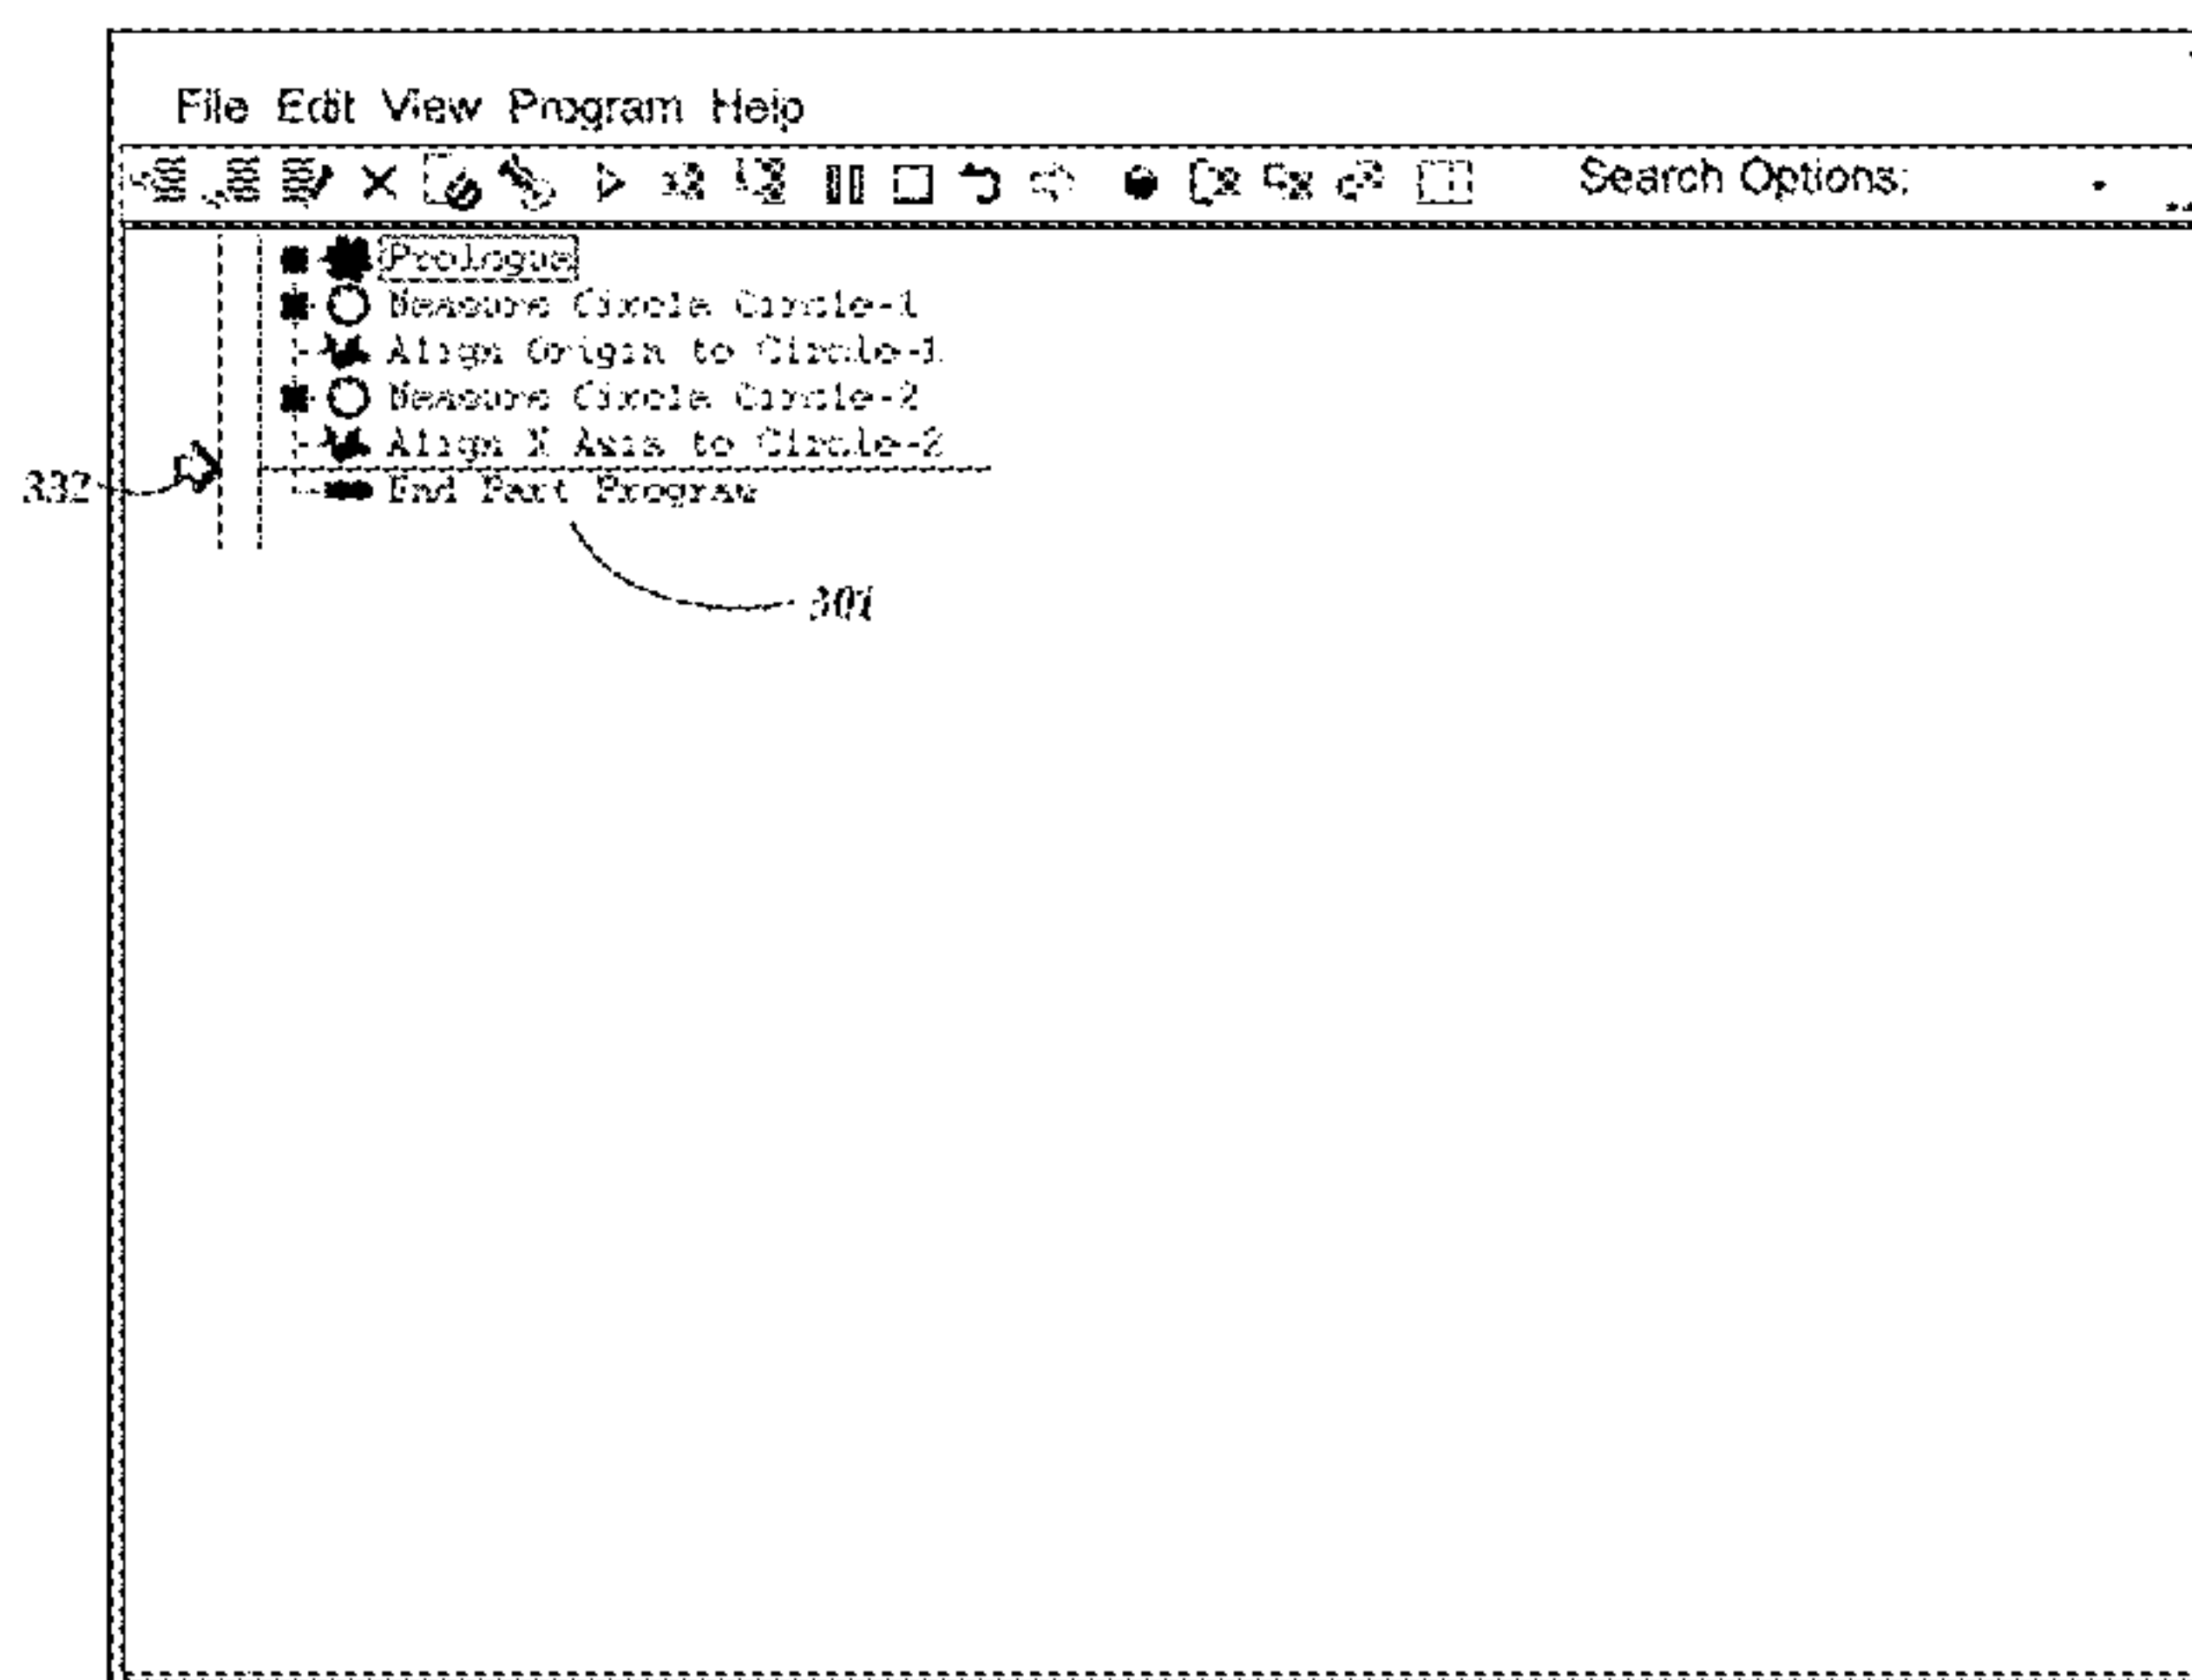 File Edit View Program Help
Search Options:
Prologue
Measure Circle Circle-1
Align Origin to Circle-1
Measure Circle Circle-2
Align X Axis to Circle-2
332
End Part Program